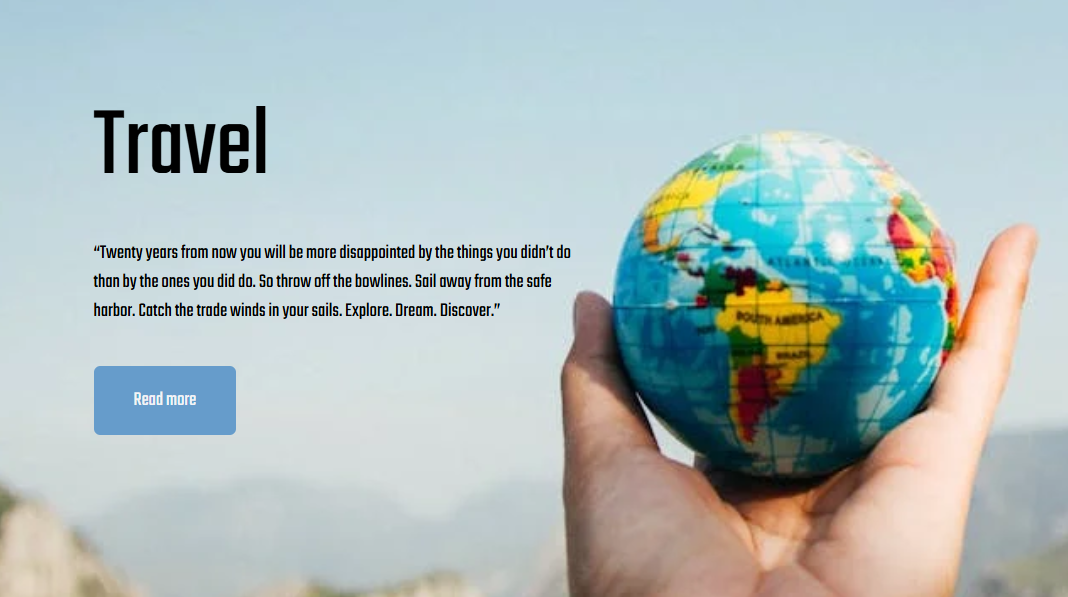 Travel
“Twenty years from now you will be more disappointed by the things you didn’t do
than by the ones you did do. So throw off the bowlines. Sail away from the safe
harbor. Catch the trade winds in your sails. Explore. Dream. Discover.”
Read more
ATLANTIC OCEAN
SOUTH AMERICA
BRAZIL